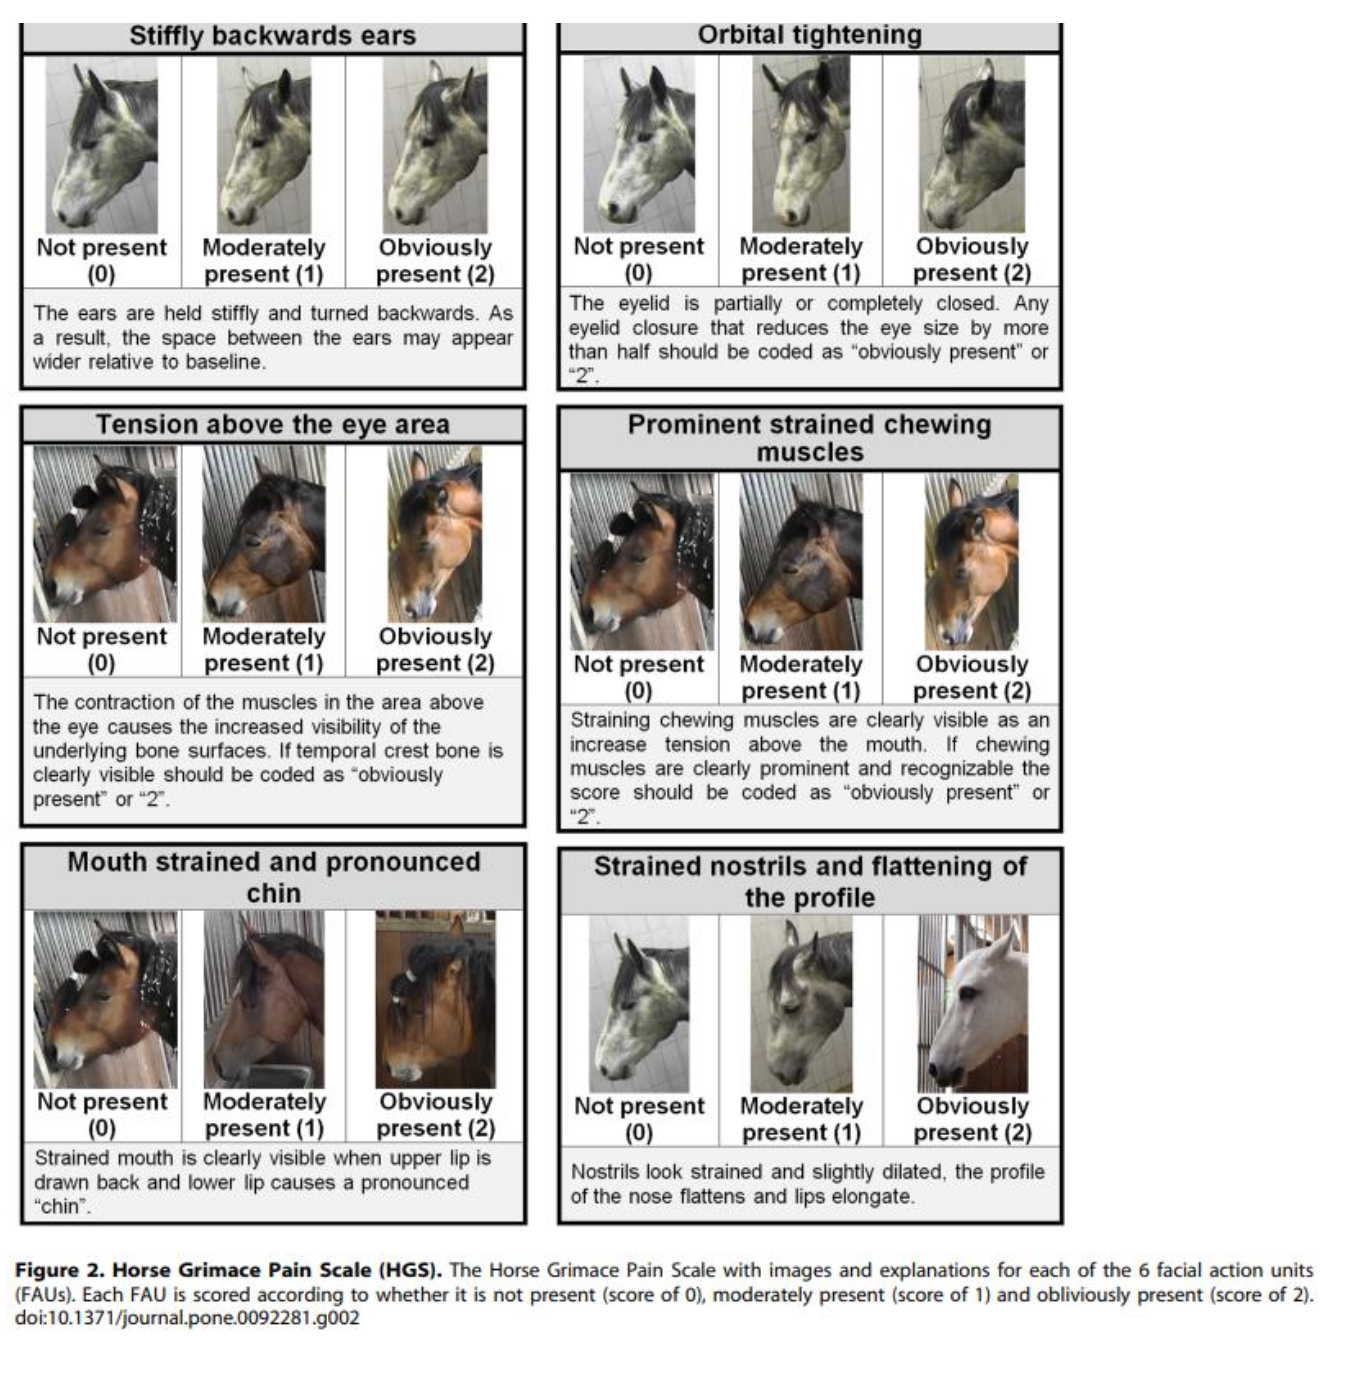 Stiffly backwards ears
Not present
(0)
Moderately
present (1)
Obviously
present (2)
The ears are held stiffly and turned backwards. As
a result, the space between the ears may appear
wider relative to baseline.
Orbital tightening
Not present
(0)
Moderately
present (1)
Obviously
present (2)
The eyelid is partially or completely closed. Any
eyelid closure that reduces the eye size by more
than half should be coded as “obviously present” or
“2”.
Tension above the eye area
Not present
(0)
Moderately
present (1)
Obviously
present (2)
The contraction of the muscles in the area above
the eye causes the increased visibility of the
underlying bone surfaces. If temporal crest bone is
clearly visible should be coded as “obviously
present” or “2”.
Prominent strained chewing
muscles
Not present
(0)
Moderately
present (1)
Obviously
present (2)
Straining chewing muscles are clearly visible as an
increase tension above the mouth. If chewing
muscles are clearly prominent and recognizable the
score should be coded as “obviously present” or
“2”.
Mouth strained and pronounced
chin
Not present
(0)
Moderately
present (1)
Obviously
present (2)
Strained mouth is clearly visible when upper lip is
drawn back and lower lip causes a pronounced
“chin”.
Strained nostrils and flattening of
the profile
Not present
(0)
Moderately
present (1)
Obviously
present (2)
Nostrils look strained and slightly dilated, the profile
of the nose flattens and lips elongate.
Figure 2. Horse Grimace Pain Scale (HGS). The Horse Grimace Pain Scale with images and explanations for each of the 6 facial action units
(FAUs). Each FAU is scored according to whether it is not present (score of 0), moderately present (score of 1) and obliviously present (score of 2).
doi:10.1371/journal.pone.0092281.g002